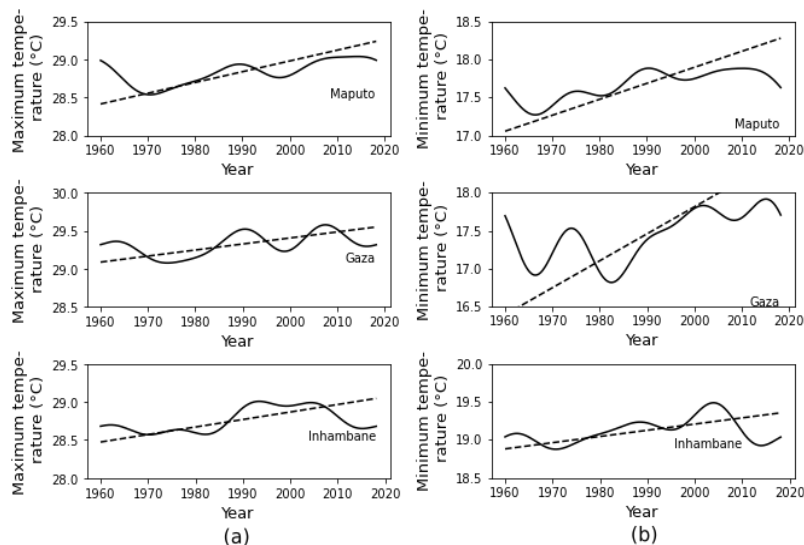 Maximum tempe-
rature (°C)
29.5
29.0
28.5
28.0
Maputo
1960 1970 1980 1990 2000 2010 2020
Year
Minimum tempe-
rature (°C)
18.5
18.0
17.5
17.0
Maputo
1960 1970 1980 1990 2000 2010 2020
Year
Maximum tempe-
rature (°C)
30.0
29.5
29.0
28.5
Gaza
1960 1970 1980 1990 2000 2010 2020
Year
Minimum tempe-
rature (°C)
18.0
17.5
17.0
16.5
Gaza
1960 1970 1980 1990 2000 2010 2020
Year
Maximum tempe-
rature (°C)
29.5
29.0
28.5
28.0
Inhambane
1960 1970 1980 1990 2000 2010 2020
Year
(a)
Minimum tempe-
rature (°C)
20.0
19.5
19.0
18.5
Inhambane
1960 1970 1980 1990 2000 2010 2020
Year
(b)